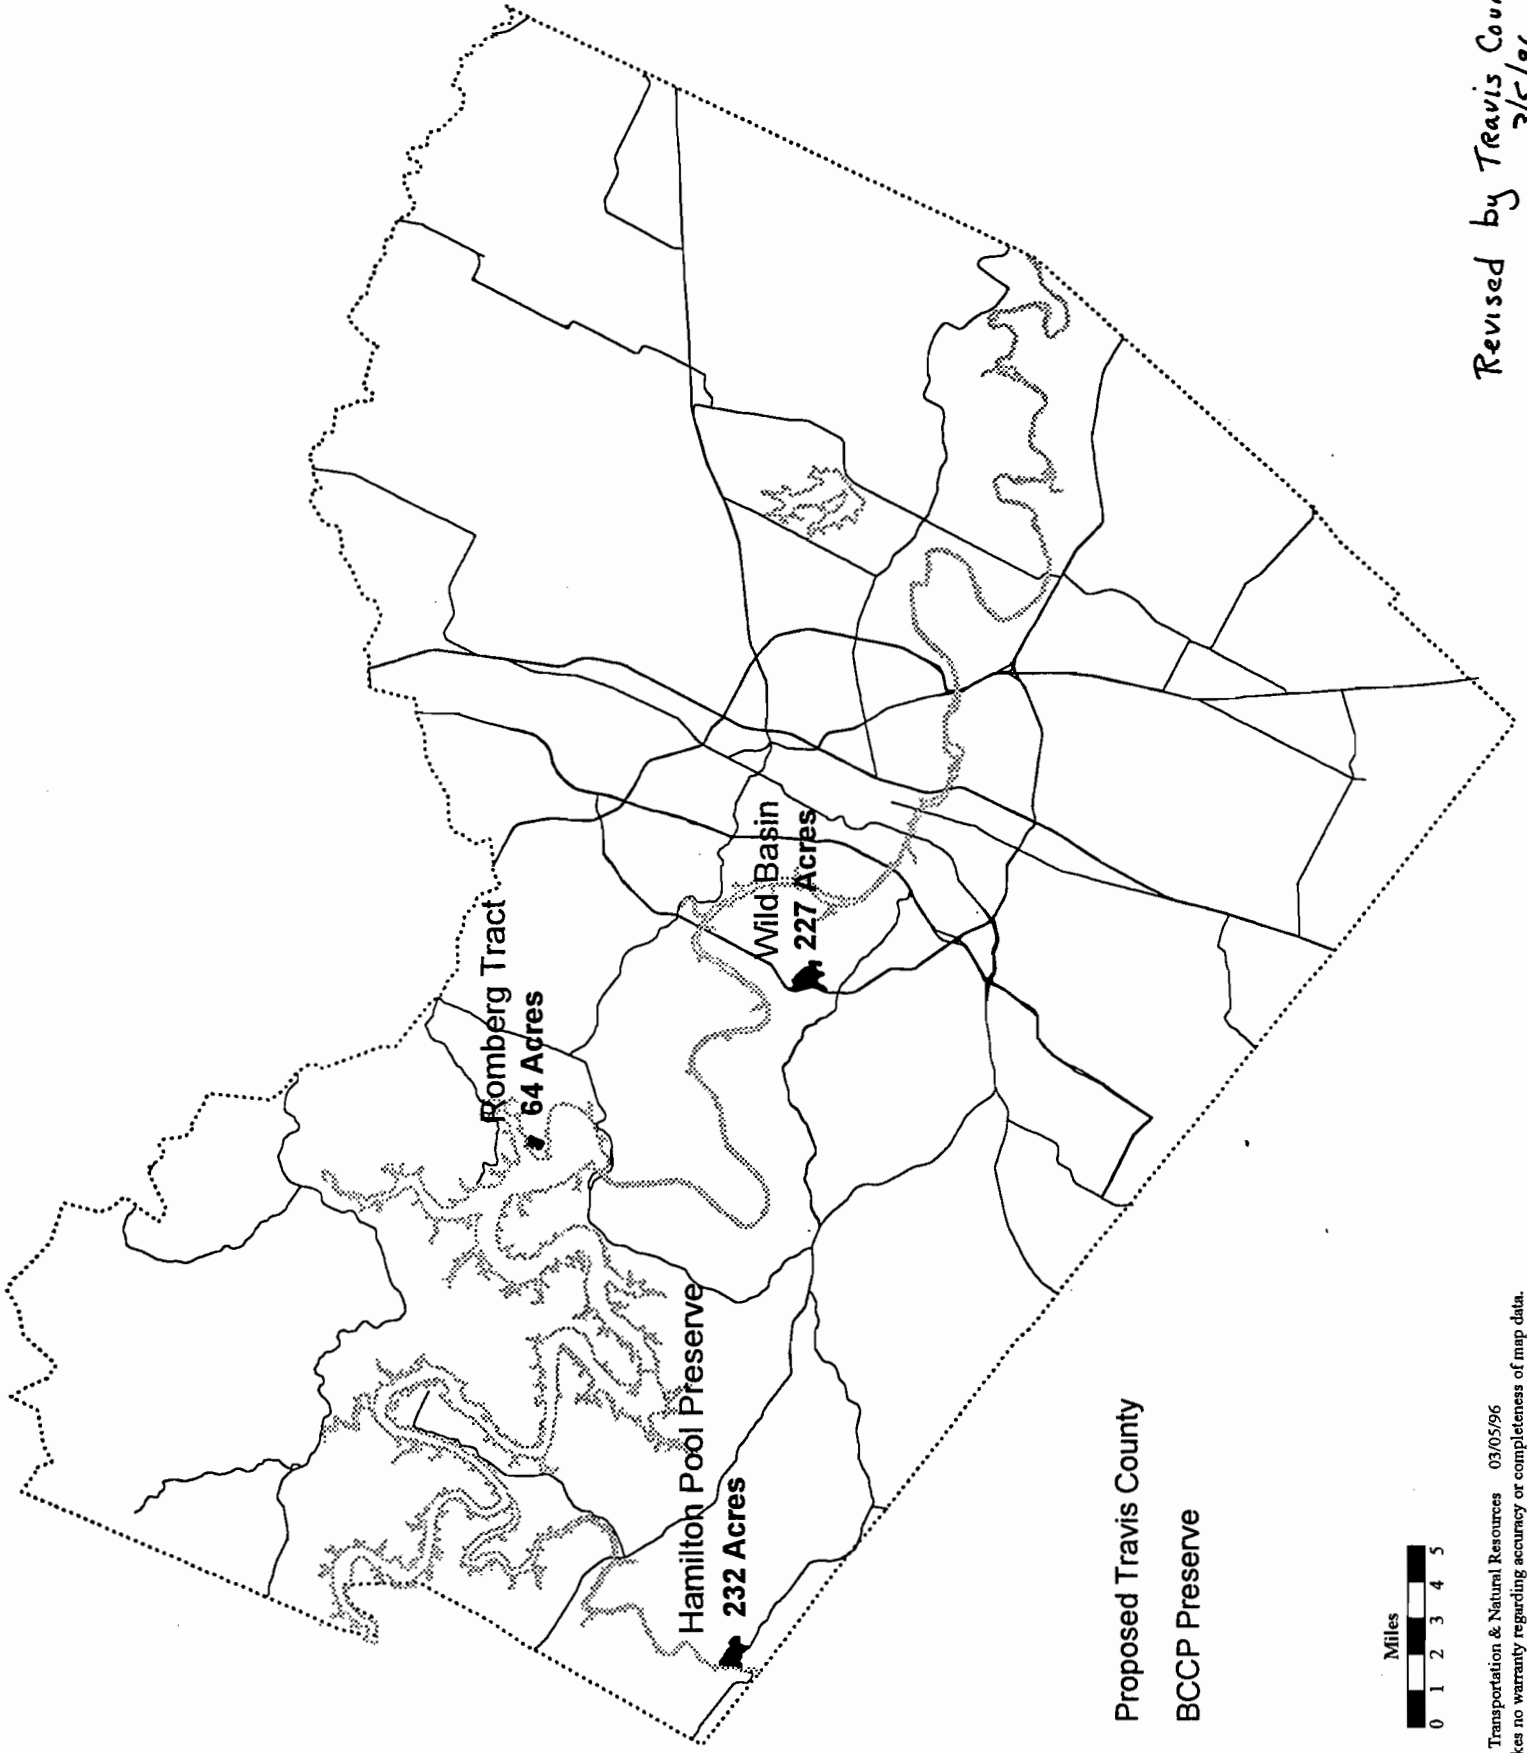 Romberg Tract
64 Acres
Wild Basin
227 Acres
Hamilton Pool Preserve
232 Acres
Proposed Travis County
BCCP Preserve
Miles
0 1 2 3 4 5
Transportation & Natural Resources 03/05/96
no warranty regarding accuracy or completeness of map data.
Revised by Travis